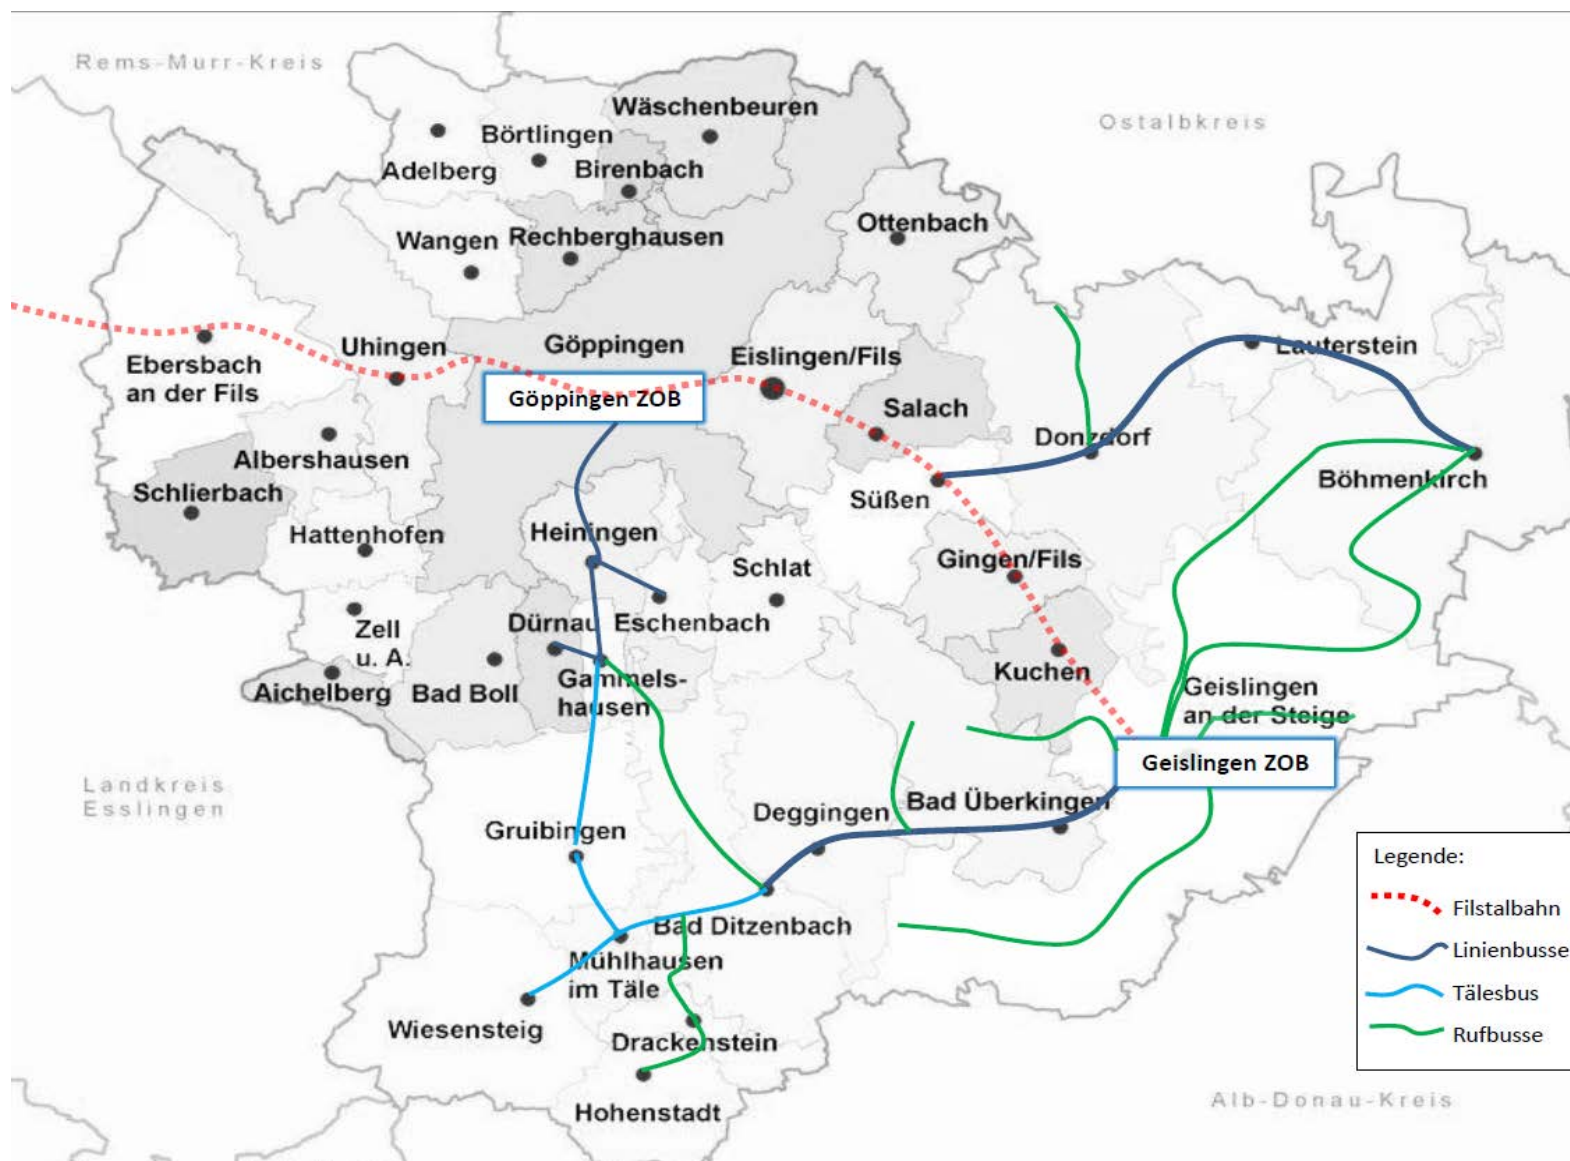 Rems-Murr-Kreis
Ostalbkreis
Wäschenbeuren
Börtlingen
Adelberg
Birenbach
Wangen
Rechberghausen
Ottenbach
Ebersbach
an der Fils
Uhingen
Göppingen
Eislingen/Fils
Lauterstein
Göppingen ZOB
Salach
Donzdorf
Albershausen
Schlierbach
Süßen
Böhmenkirch
Hattenhofen
Heiningen
Schlat
Gingen/Fils
Zell
u. A.
Dürnau
Eschenbach
Aichelberg
Bad Boll
Gammels-
hausen
Kuchen
Geislingen
an der Steige
Geislingen ZOB
Landkreis
Esslingen
Gruibingen
Deggingen
Bad Überkingen
Bad Ditzenbach
Mühlhausen
im Täle
Wiesensteig
Drackenstein
Hohenstadt
Alb-Donau-Kreis
Legende:
Filstalbahn
Linienbusse
Tälesbus
Rufbusse